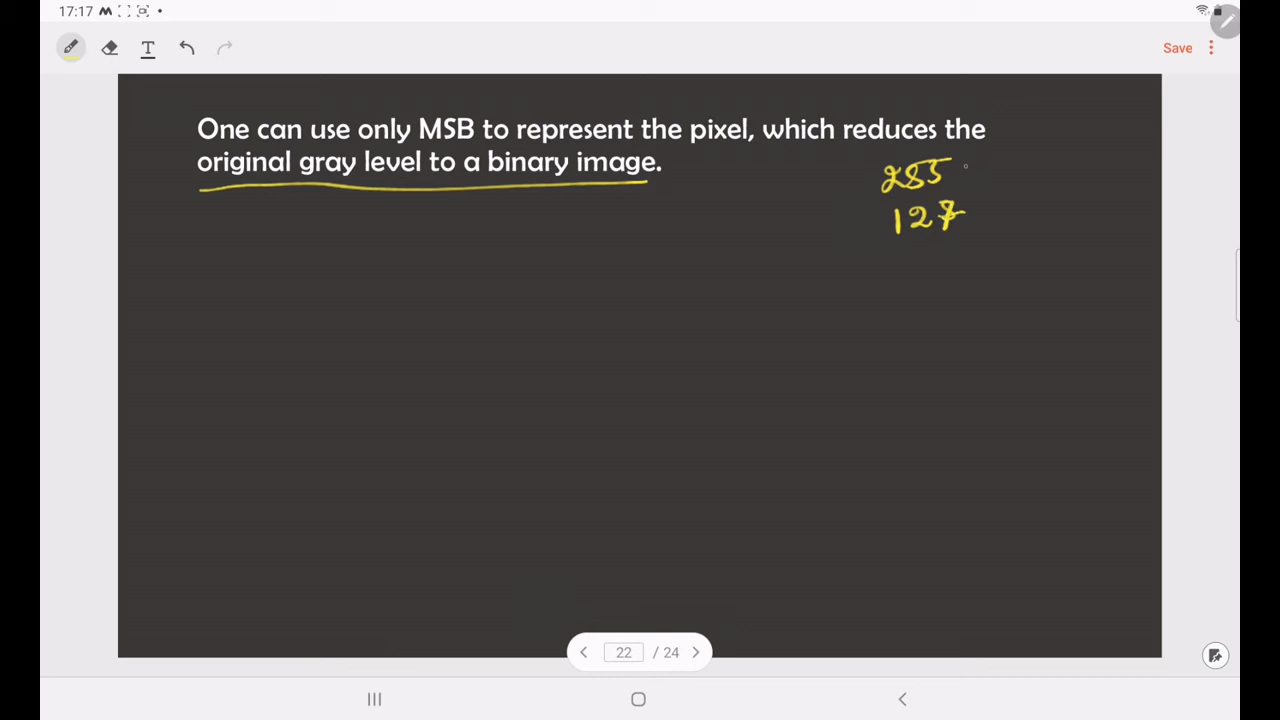 17:17
Save
One can use only MSB to represent the pixel, which reduces the
original gray level to a binary image.
255
127
22 / 24